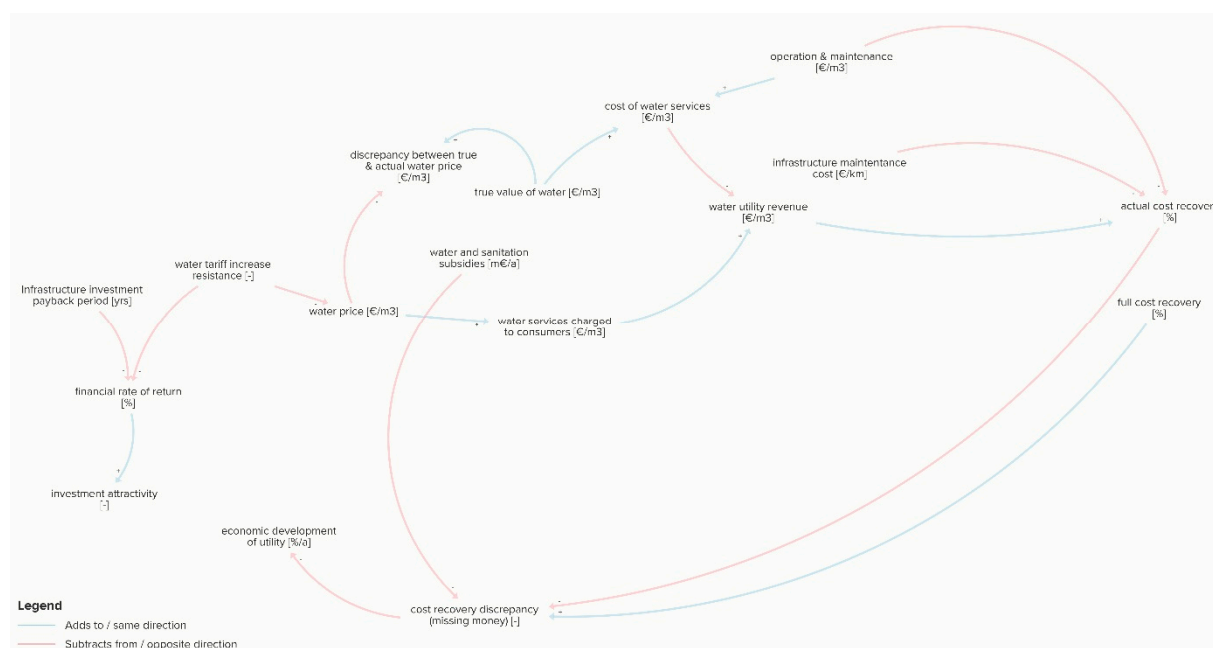 operation & maintenance
[€/m3]
cost of water services
[€/m3]
discrepancy between true
& actual water price
[€/m3]
infrastructure maintentance
cost [€/km]
true value of water [€/m3]
water utility revenue
[€/m3]
actual cost recover
[%]
water and sanitation
subsidies [m€/a]
water tariff increase
resistance [-]
Infrastructure investment
payback period [yrs]
water price [€/m3]
water services charged
to consumers [€/m3]
full cost recovery
[%]
financial rate of return
[%]
investment attractivity
[-]
economic development
of utility [%/a]
cost recovery discrepancy
(missing money) [-]
Legend
Adds to / same direction
Subtracts from / opposite direction